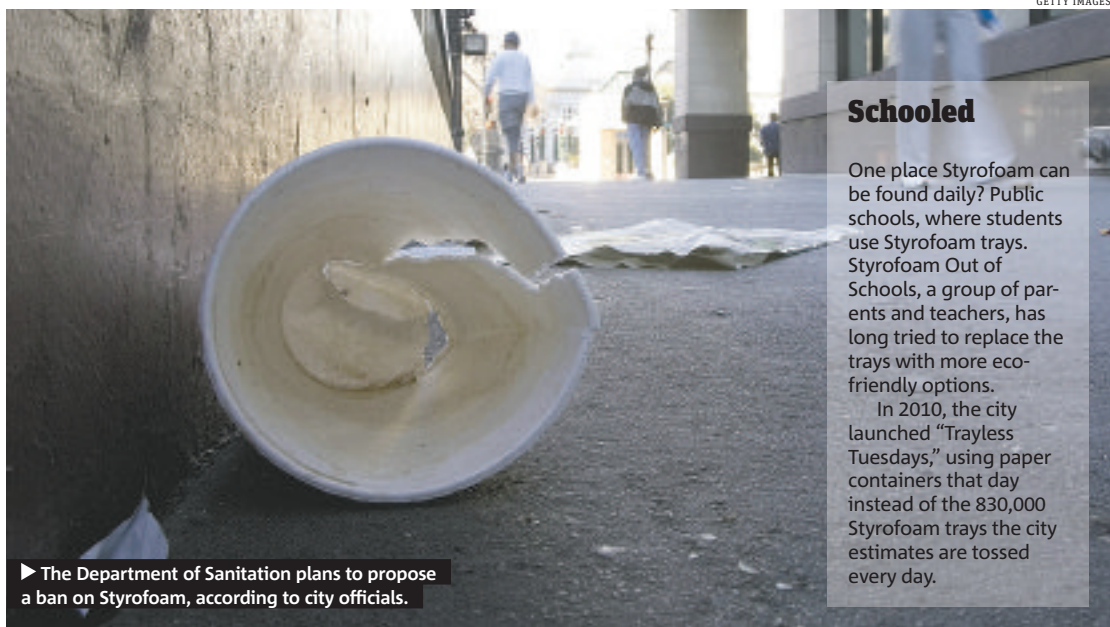 GETTY IMAGES
Schooled
One place Styrofoam can
be found daily? Public
schools, where students
use Styrofoam trays.
Styrofoam Out of
Schools, a group of par-
ents and teachers, has
long tried to replace the
trays with more eco-
friendly options.
In 2010, the city
launched “Trayless
Tuesdays,” using paper
containers that day
instead of the 830,000
Styrofoam trays the city
estimates are tossed
every day.
▶ The Department of Sanitation plans to propose
a ban on Styrofoam, according to city officials.